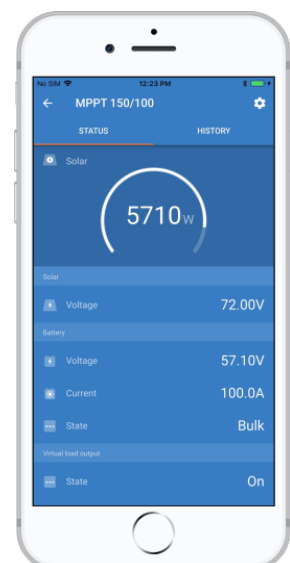 No SIM 12:23 PM
MPPT 150/100
STATUS HISTORY
Solar
5710W
Solar
Voltage 72.00V
Battery
Voltage 57.10V
Current 100.0A
State Bulk
Virtual load output
State On